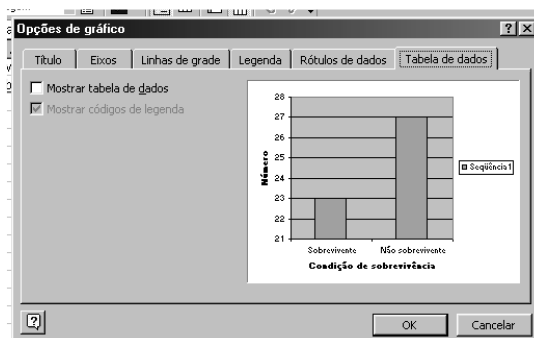 Opções de gráfico
Título Eixos Linhas de grade Legenda Rótulos de dados Tabela de dados
Mostrar tabela de dados
Mostrar códigos de legenda
28
27
26
25
24
23
22
21
Número
Sobrevivente Não sobrevivente
Condição de sobrevivência
Seqüência1
OK Cancelar